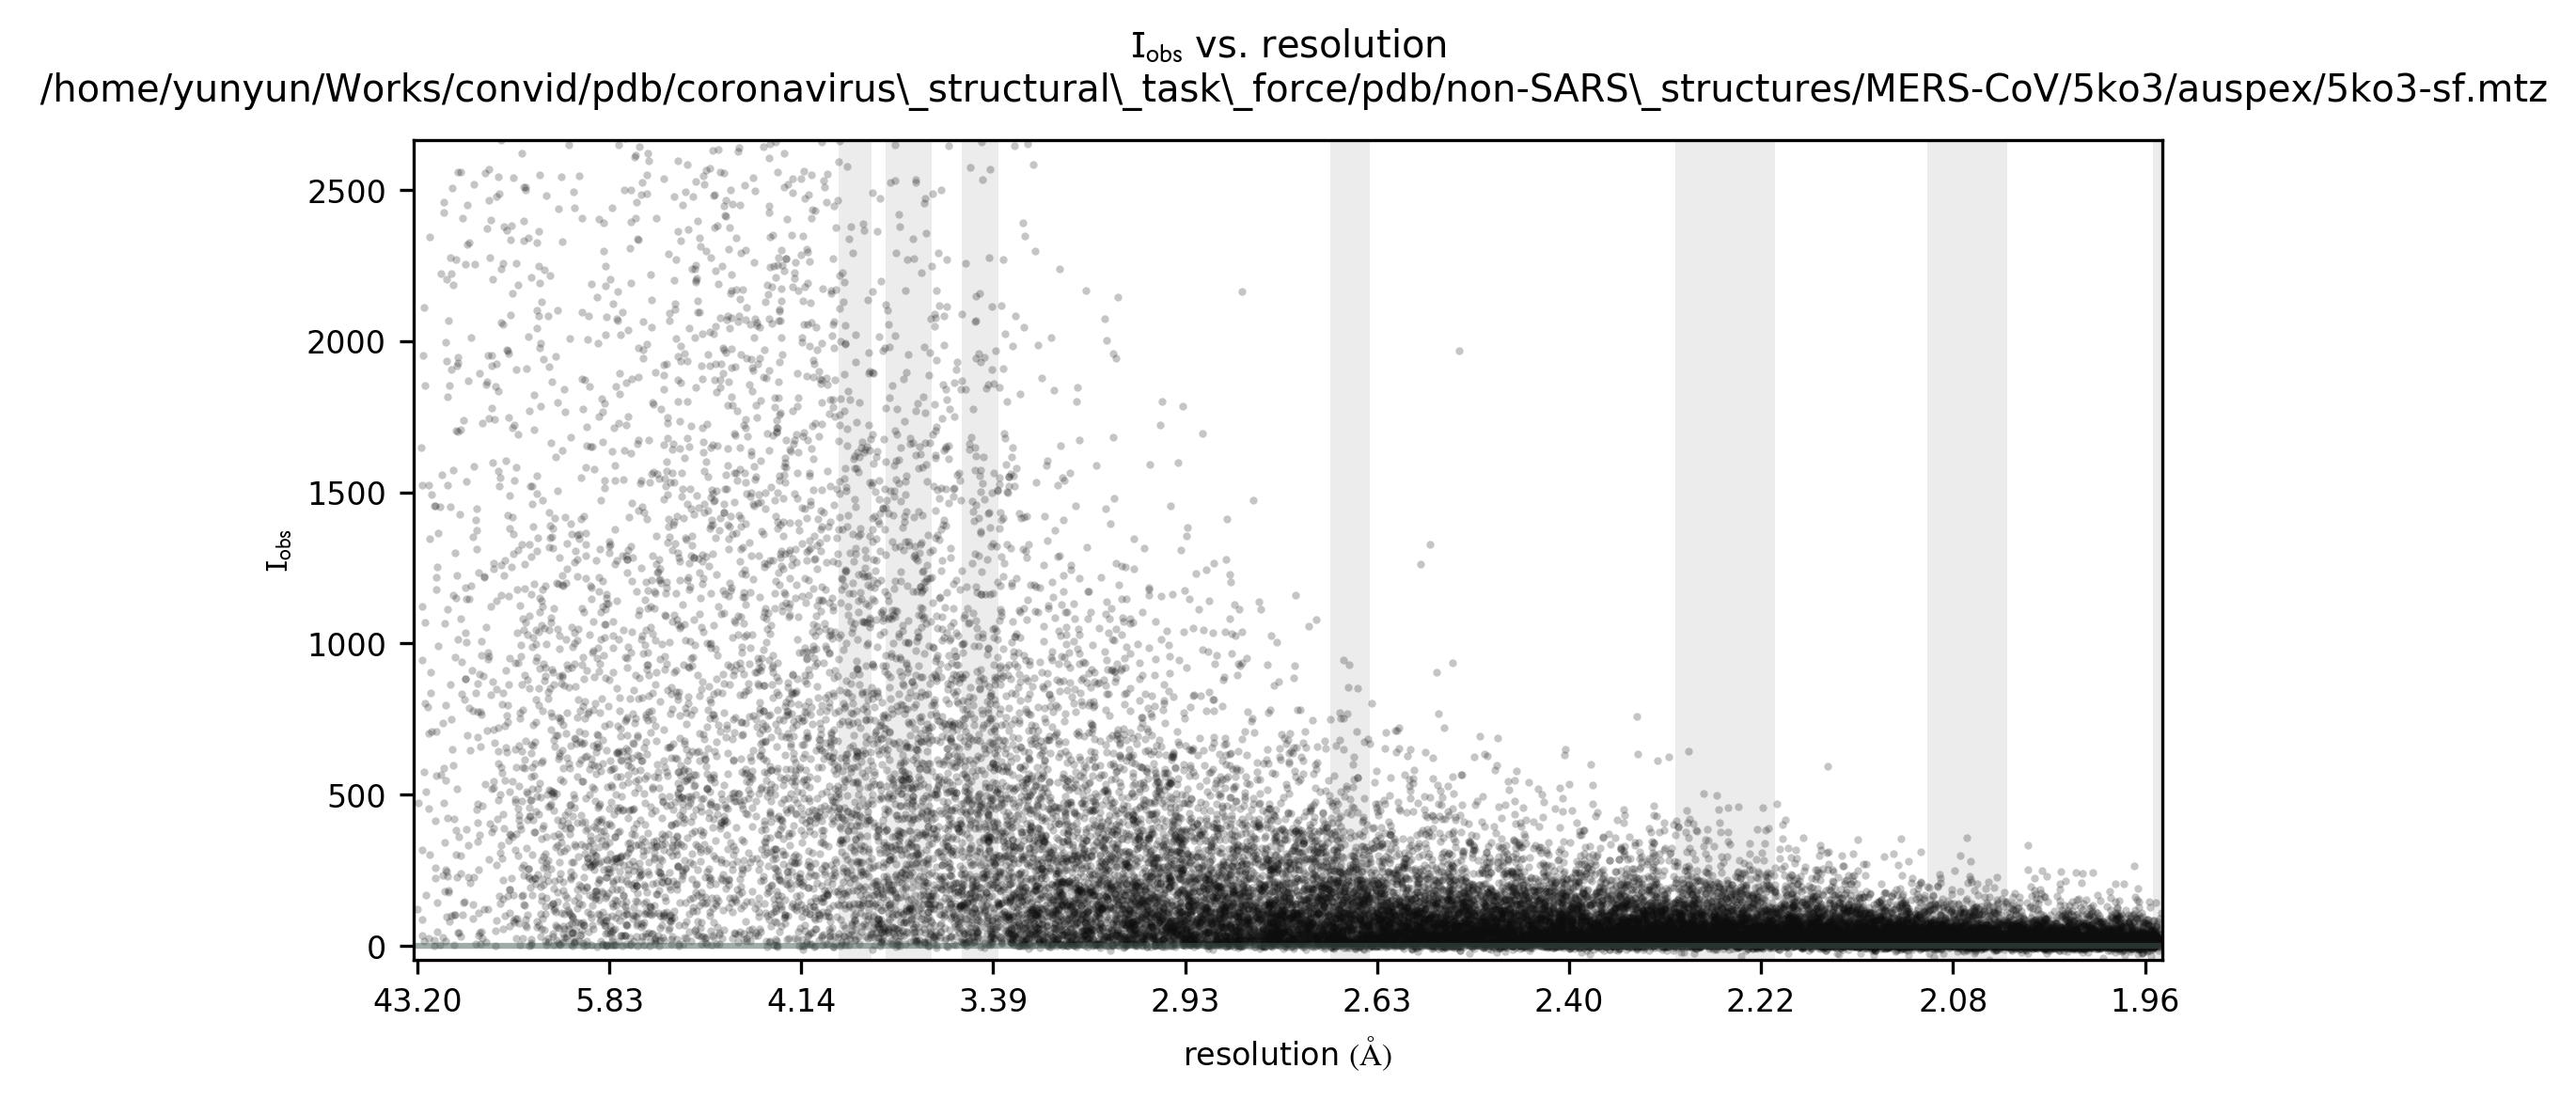 Iobs vs. resolution
/home/yunyun/Works/convid/pdb/coronavirus\_structural\_task\_force/pdb/non-SARS\_structures/MERS-CoV/5ko3/auspex/5ko3-sf.mtz
2500
2000
1500
1000
500
0
Iobs
43.20 5.83 4.14 3.39 2.93 2.63 2.40 2.22 2.08 1.96
resolution (Å)